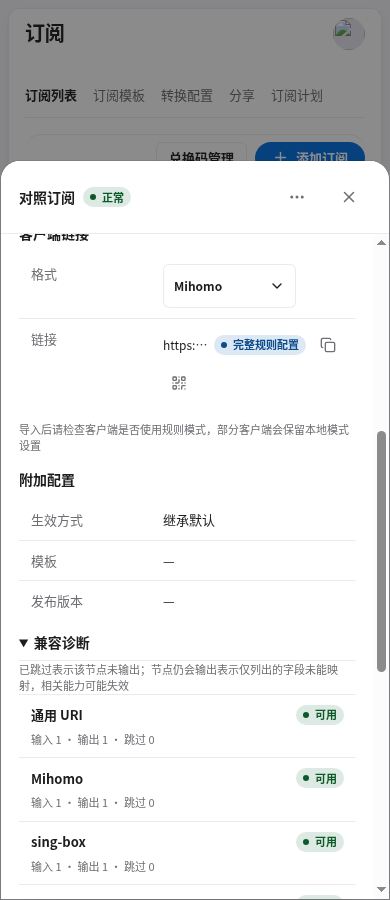 订阅
订阅列表 订阅模板 转换配置 分享 订阅计划
兑换码管理 添加订阅
对照订阅 正常
客户端链接
格式 Mihomo
链接 https:··· 完整规则配置
导入后请检查客户端是否使用规则模式，部分客户端会保留本地模式
设置
附加配置
生效方式 继承默认
模板 —
发布版本 —
▼ 兼容诊断
已跳过表示该节点未输出；节点仍会输出表示仅列出的字段未能映
射，相关能力可能失效
通用 URI 可用
输入 1 · 输出 1 · 跳过 0
Mihomo 可用
输入 1 · 输出 1 · 跳过 0
sing-box 可用
输入 1 · 输出 1 · 跳过 0